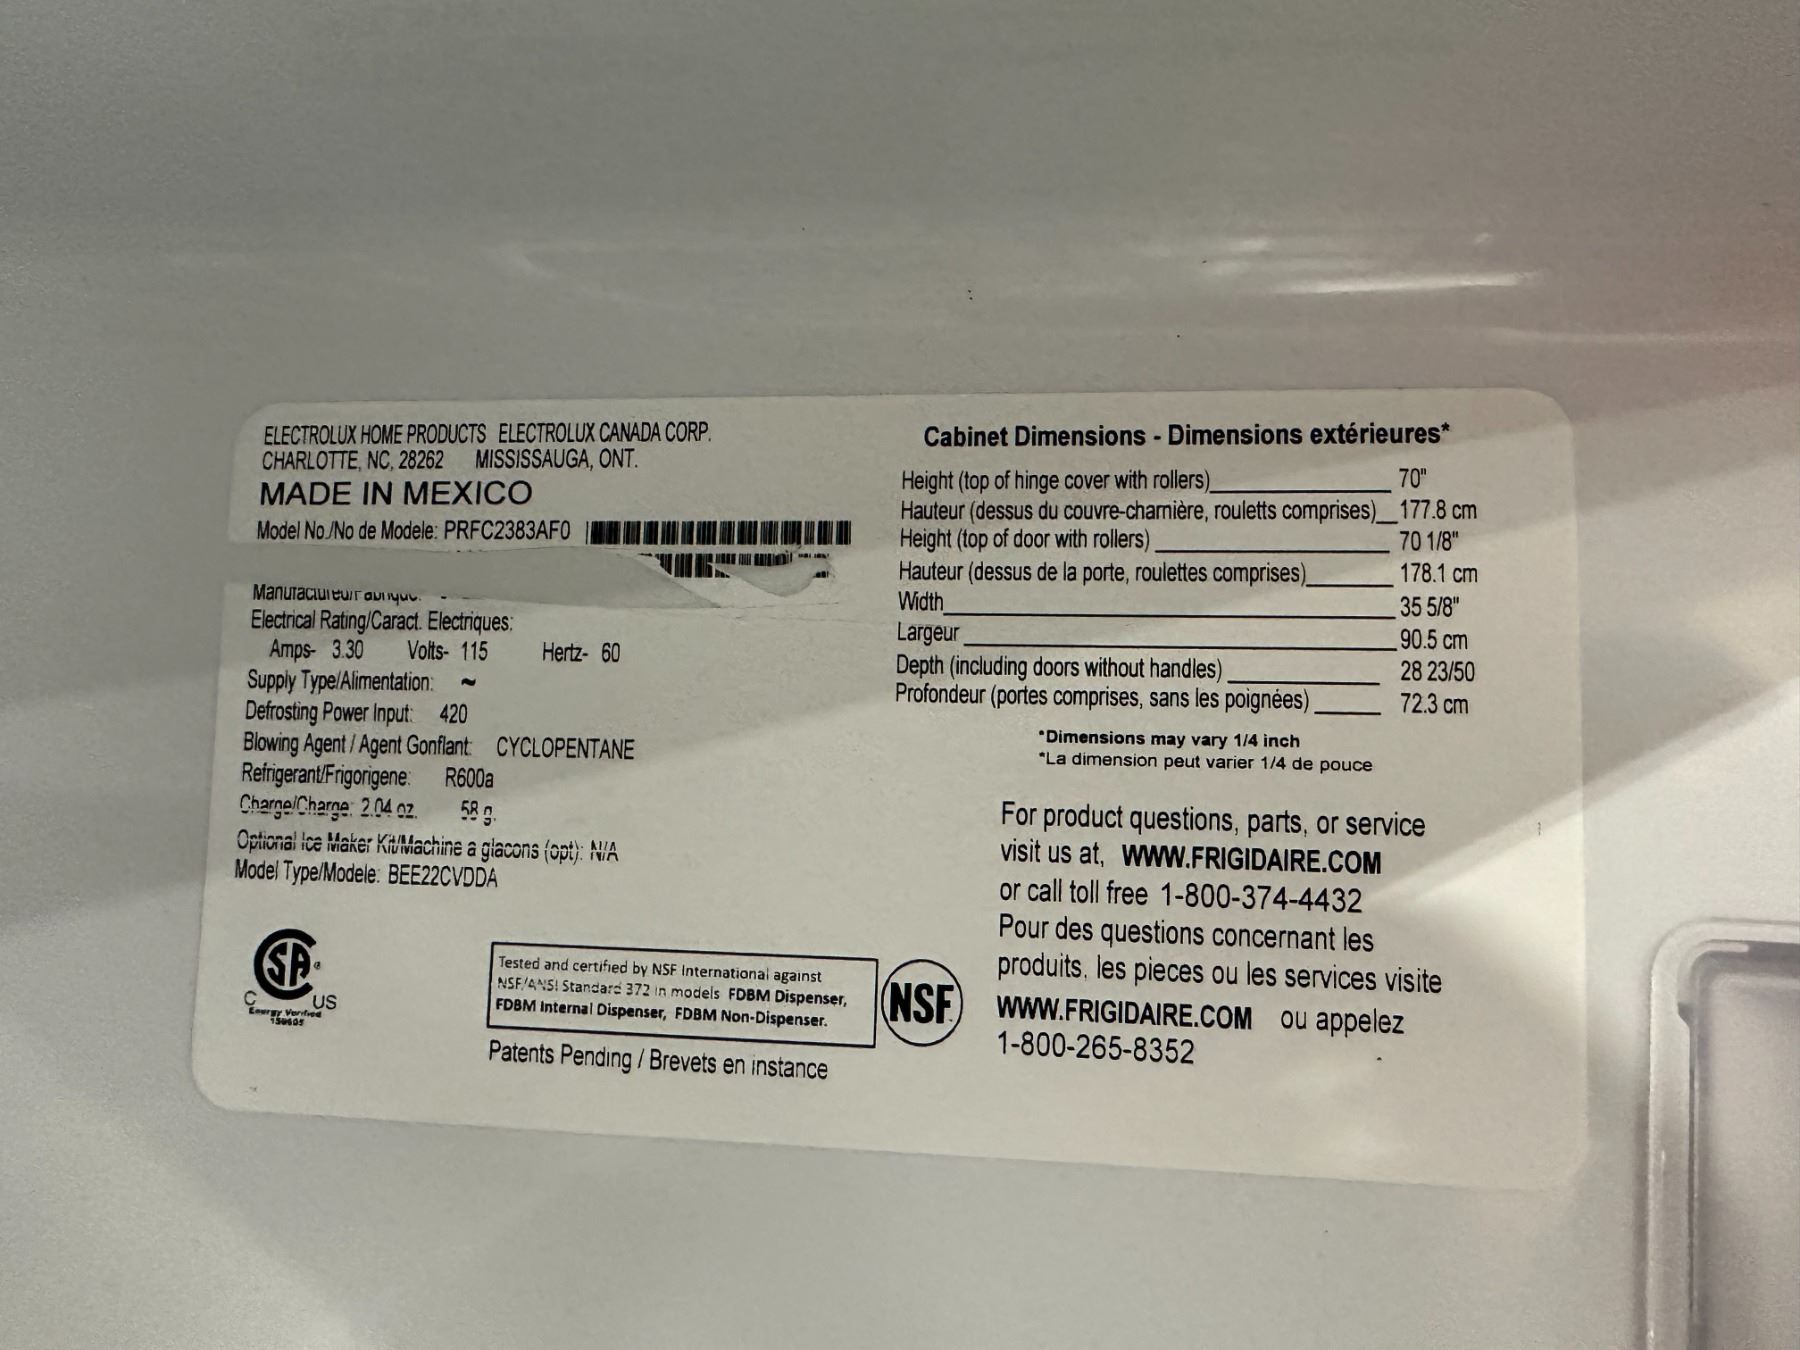 ELECTROLUX HOME PRODUCTS ELECTROLUX CANADA CORP.
CHARLOTTE, NC, 28262 MISSISSAUGA, ONT.
MADE IN MEXICO
Model No./No de Modele: PRFC2383AF0
Electrical Rating/Caract. Electriques:
Amps- 3.30 Volts- 115 Hertz- 60
Supply Type/Alimentation: ~
Defrosting Power Input: 420
Blowing Agent / Agent Gonflant: CYCLOPENTANE
Refrigerant/Frigorigene: R600a
Charge/Charge: 2.04 oz. 58 g.
Optional Ice Maker Kit/Machine a glacons (opt): N/A
Model Type/Modele: BEE22CVDDA
SA
C US
Energy Verified
Tested and certified by NSF International against
NSF/ANSI Standard 372 in models FDBM Dispenser,
FDBM Internal Dispenser, FDBM Non-Dispenser.
NSF
Patents Pending / Brevets en instance
Cabinet Dimensions - Dimensions extérieures*
Height (top of hinge cover with rollers) 70"
Hauteur (dessus du couvre-charnière, rouletts comprises) 177.8 cm
Height (top of door with rollers) 70 1/8"
Hauteur (dessus de la porte, roulettes comprises) 178.1 cm
Width 35 5/8"
Largeur 90.5 cm
Depth (including doors without handles) 28 23/50
Profondeur (portes comprises, sans les poignées) 72.3 cm
*Dimensions may vary 1/4 inch
*La dimension peut varier 1/4 de pouce
For product questions, parts, or service
visit us at, WWW.FRIGIDAIRE.COM
or call toll free 1-800-374-4432
Pour des questions concernant les
produits, les pieces ou les services visite
WWW.FRIGIDAIRE.COM ou appelez
1-800-265-8352